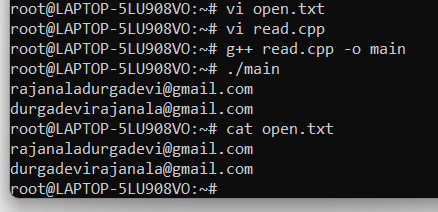 root@LAPTOP-5LU908VO:~# vi open.txt
root@LAPTOP-5LU908VO:~# vi read.cpp
root@LAPTOP-5LU908VO:~# g++ read.cpp -o main
root@LAPTOP-5LU908VO:~# ./main
rajanaladurgadevi@gmail.com
durgadevirajanala@gmail.com
root@LAPTOP-5LU908VO:~# cat open.txt
rajanaladurgadevi@gmail.com
durgadevirajanala@gmail.com
root@LAPTOP-5LU908VO:~#